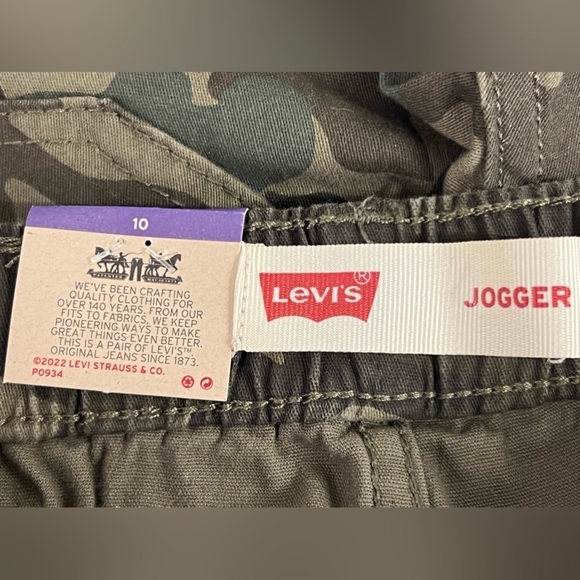 10
WE'VE BEEN CRAFTING
QUALITY CLOTHING FOR
OVER 140 YEARS. FROM OUR
FITS TO FABRICS, WE KEEP
PIONEERING WAYS TO MAKE
GREAT THINGS EVEN BETTER.
THIS IS A PAIR OF LEVI'S™
ORIGINAL JEANS SINCE 1873.
©2022 LEVI STRAUSS & CO.
P0934
LEVI'S®
JOGGER